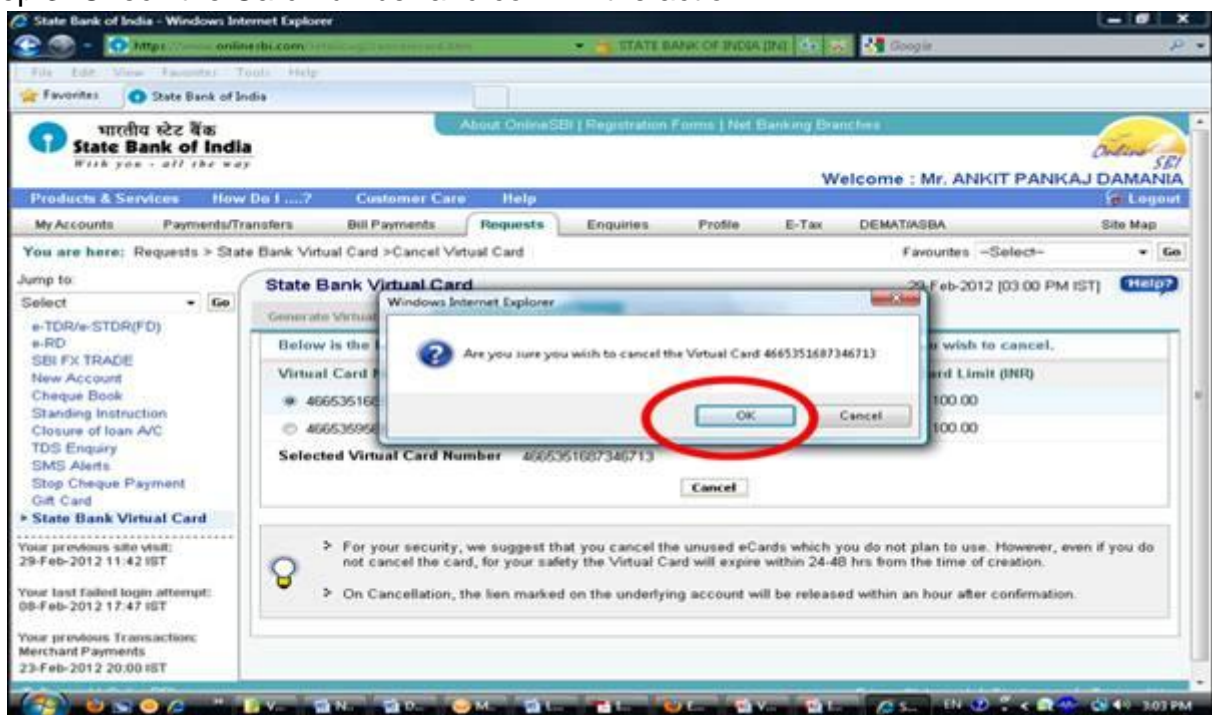 State Bank of India - Windows Internet Explorer
STATE BANK OF INDIA [IN]
Google
File Edit View Favorites Tools Help
Favorites State Bank of India
About OnlineSBI | Registration Forms | Net Banking Branches
भारतीय स्टेट बैंक
State Bank of India
With you - all the way
Online SBI
Welcome : Mr. ANKIT PANKAJ DAMANIA
Products & Services How Do I ....? Customer Care Help Logout
My Accounts Payments/Transfers Bill Payments Requests Enquiries Profile E-Tax DEMAT/ASBA Site Map
You are here: Requests > State Bank Virtual Card >Cancel Virtual Card Favourites --Select-- Go
Jump to:
Select Go
e-TDR/e-STDR(FD)
e-RD
SBI FX TRADE
New Account
Cheque Book
Standing Instruction
Closure of loan A/C
TDS Enquiry
SMS Alerts
Stop Cheque Payment
Gift Card
State Bank Virtual Card
Your previous site visit:
29-Feb-2012 11:42 IST
Your last failed login attempt:
08-Feb-2012 17:47 IST
Your previous Transaction:
Merchant Payments
23-Feb-2012 20:00 IST
State Bank Virtual Card 29-Feb-2012 [03:00 PM IST] Help?
Generate Virtual
Below is the wish to cancel.
Virtual Card Limit (INR)
100.00
100.00
Windows Internet Explorer
Are you sure you wish to cancel the Virtual Card 4665351687346713
OK Cancel
Selected Virtual Card Number 4665351687346713
Cancel
For your security, we suggest that you cancel the unused eCards which you do not plan to use. However, even if you do
not cancel the card, for your safety the Virtual Card will expire within 24-48 hrs from the time of creation.
On Cancellation, the lien marked on the underlying account will be released within an hour after confirmation.
EN 3:03 PM